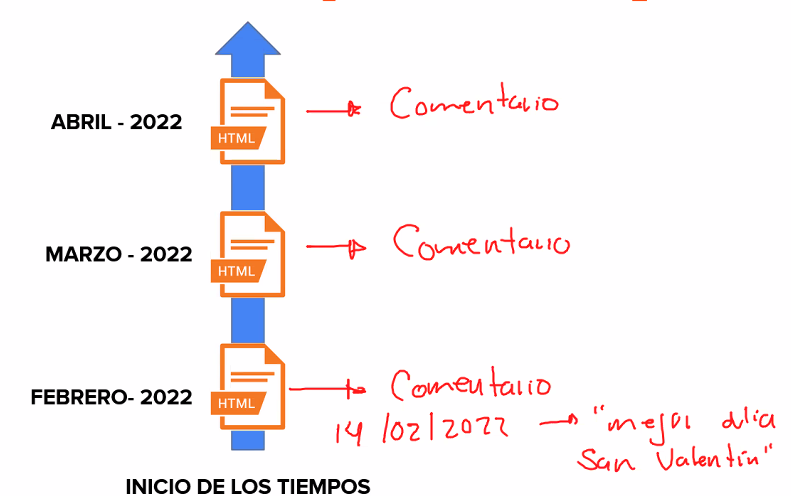 ABRIL - 2022
HTML
Comentario
MARZO - 2022
HTML
Comentario
FEBRERO- 2022
HTML
Comentario
14/02/2022 → "mejor dia
San Valentín"
INICIO DE LOS TIEMPOS